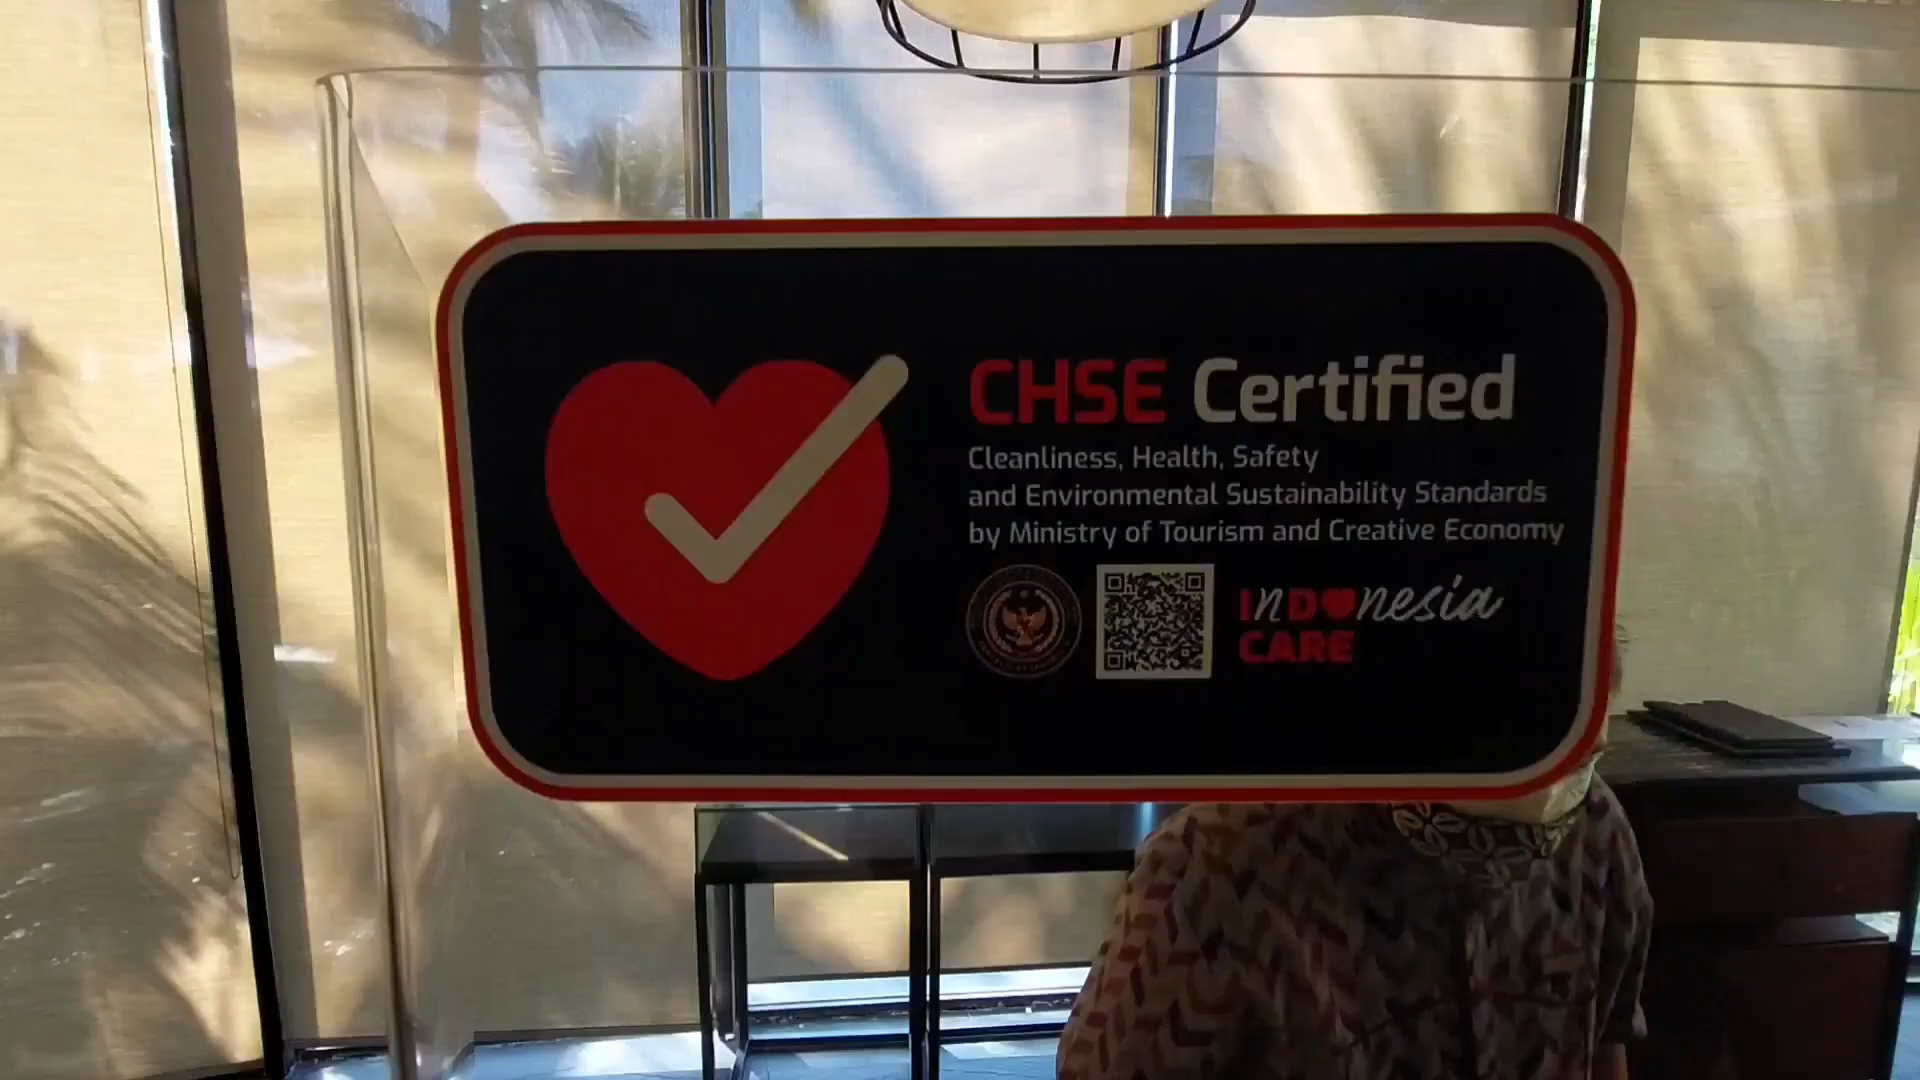 CHSE Certified
Cleanliness, Health, Safety
and Environmental Sustainability Standards
by Ministry of Tourism and Creative Economy
INDOnesia
CARE